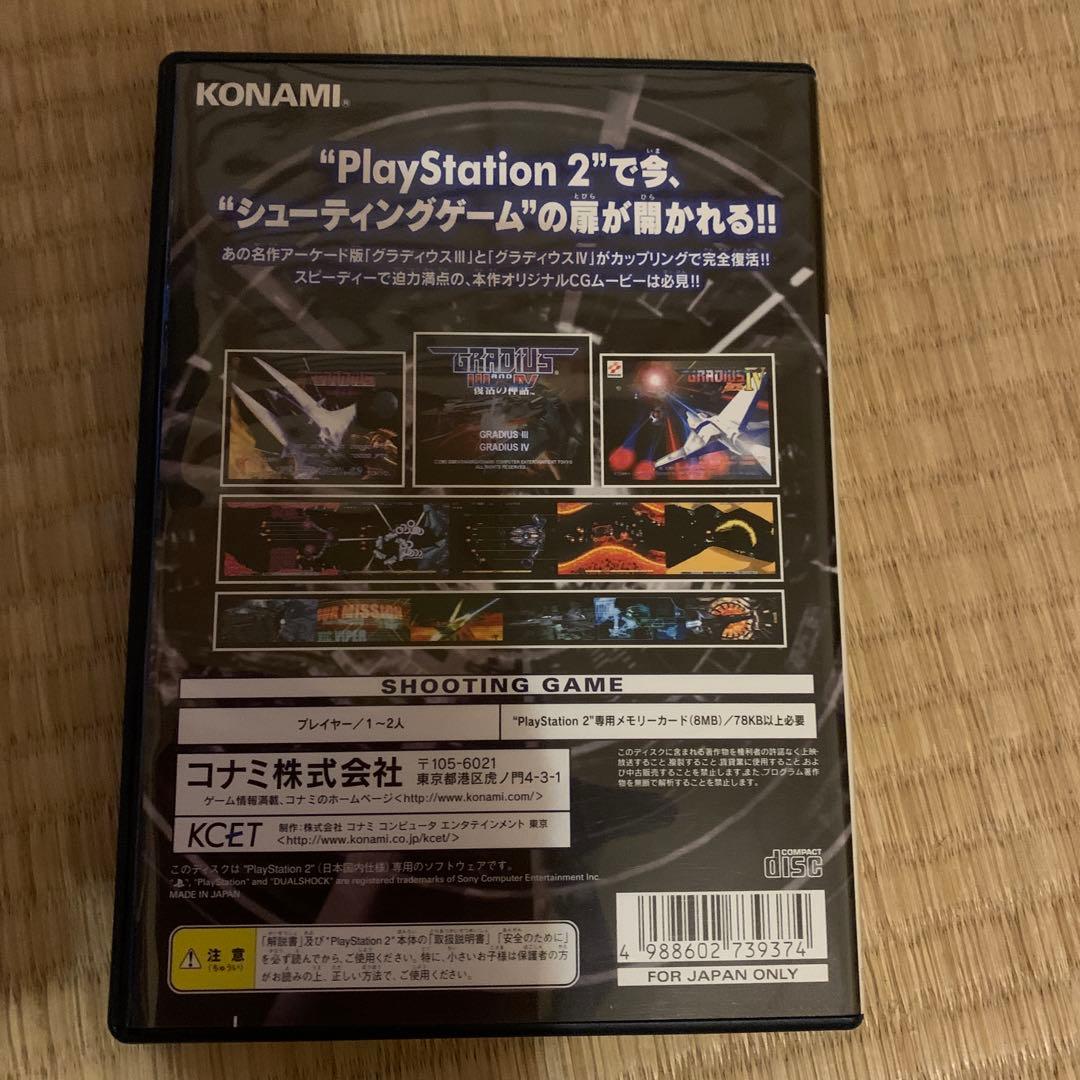 KONAMI®
“PlayStation 2”で今、
“シューティングゲーム”の扉が開かれる!!
あの名作アーケード版「グラディウスIII」と「グラディウスIV」がカップリングで完全復活!!
スピーディーで迫力満点の、本作オリジナルCGムービーは必見!!
GRADIUS
GRADIUS
III AND IV
復活の神話
GRADIUS III
GRADIUS IV
GRADIUS IV
OUR MISSION
VIC VIPER
SHOOTING GAME
プレイヤー/1~2人
“PlayStation 2”専用メモリーカード(8MB)/78KB以上必要
コナミ株式会社
〒105-6021
東京都港区虎ノ門4-3-1
ゲーム情報満載、コナミのホームページ<http://www.konami.com/>
KCET
制作:株式会社 コナミ コンピュータ エンタテインメント 東京
<http://www.konami.co.jp/kcet/>
このディスクに含まれる著作物を権利者の許諾なく上映、
放送すること、複製すること、賃貸業に使用すること、およ
び中古販売することを禁止します。また、プログラム著作
物を無断で解析することを禁止します。
このディスクは “PlayStation 2”(日本国内仕様)専用のソフトウェアです。
“PlayStation” and “DUALSHOCK” are registered trademarks of Sony Computer Entertainment Inc.
MADE IN JAPAN
COMPACT
disc
注意
(ちゅうい)
「解説書」及び“PlayStation 2”本体の「取扱説明書」「安全のために」
を必ず読んでから、ご使用ください。特に、小さいお子様は保護者の方
がお読みの上、正しい方法で、ご使用ください。
4 988602 739374
FOR JAPAN ONLY